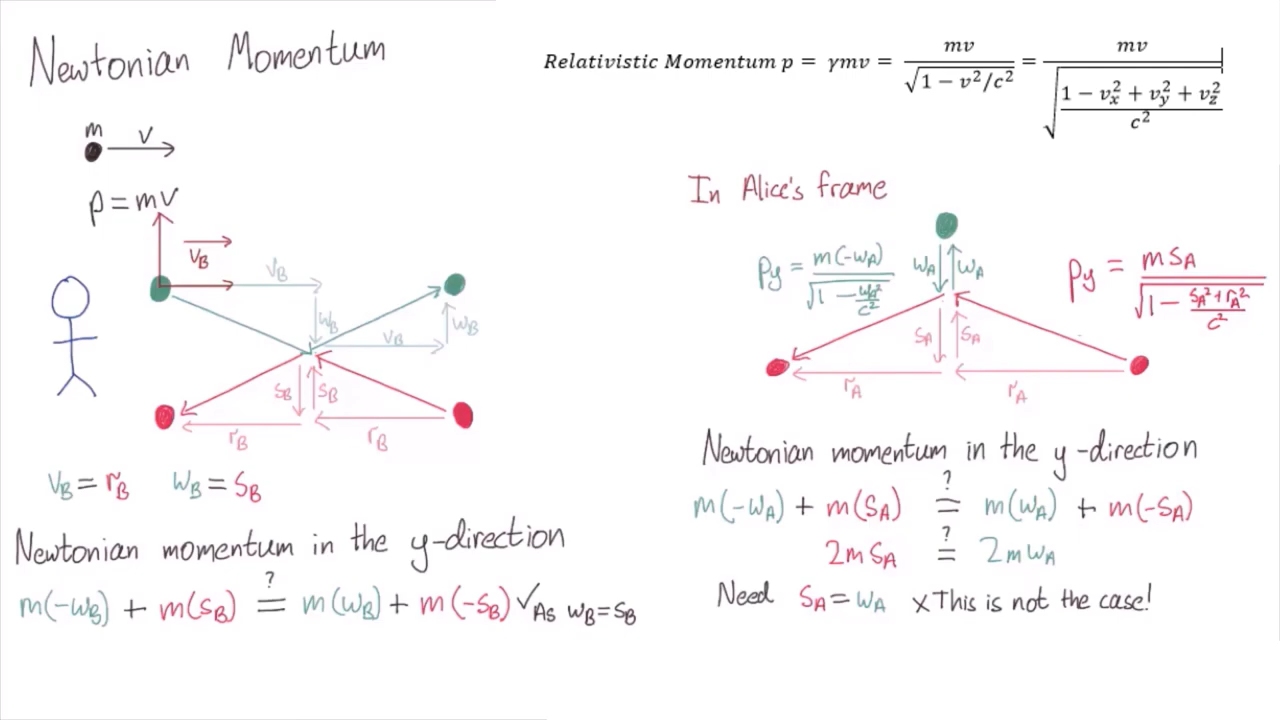 Newtonian Momentum
m v
p = mv
v_B
v_B
w_B
v_B
w_B
s_B s_B
r_B r_B
v_B = r_B w_B = s_B
Newtonian momentum in the y-direction
?
m(-w_B) + m(s_B) = m(w_B) + m(-s_B) ✓ As w_B = s_B
Relativistic Momentum p = γmv = mv / √(1 − v²/c²) = mv / √((1 − v_x² + v_y² + v_z²) / c²)
In Alice's frame
p_y = m(-w_A) / √(1 − w_A²/c²)
w_A w_A
p_y = m s_A / √(1 − (s_A² + r_A²)/c²)
s_A s_A
r_A r_A
Newtonian momentum in the y-direction
?
m(-w_A) + m(s_A) = m(w_A) + m(-s_A)
?
2m s_A = 2m w_A
Need s_A = w_A x This is not the case!